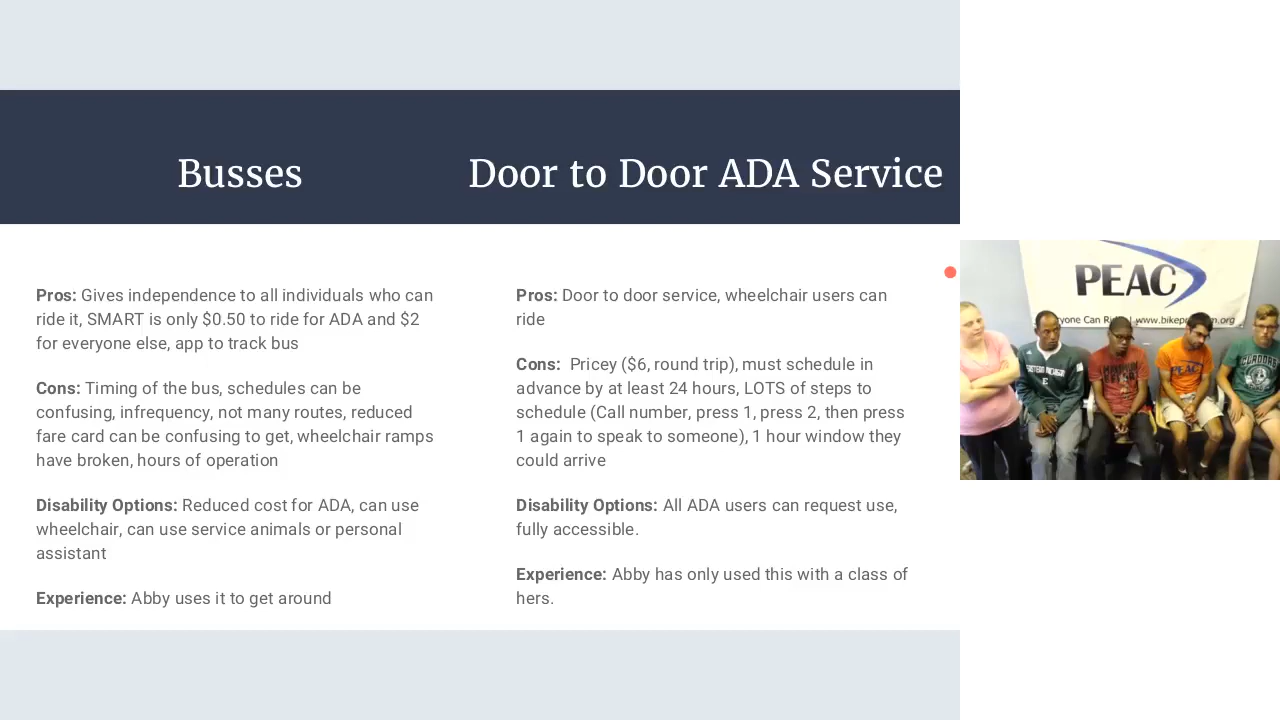 Busses
Door to Door ADA Service
Pros: Gives independence to all individuals who can
ride it, SMART is only $0.50 to ride for ADA and $2
for everyone else, app to track bus
Cons: Timing of the bus, schedules can be
confusing, infrequency, not many routes, reduced
fare card can be confusing to get, wheelchair ramps
have broken, hours of operation
Disability Options: Reduced cost for ADA, can use
wheelchair, can use service animals or personal
assistant
Experience: Abby uses it to get around
Pros: Door to door service, wheelchair users can
ride
Cons: Pricey ($6, round trip), must schedule in
advance by at least 24 hours, LOTS of steps to
schedule (Call number, press 1, press 2, then press
1 again to speak to someone), 1 hour window they
could arrive
Disability Options: All ADA users can request use,
fully accessible.
Experience: Abby has only used this with a class of
hers.
PEAC
Can
PEAC